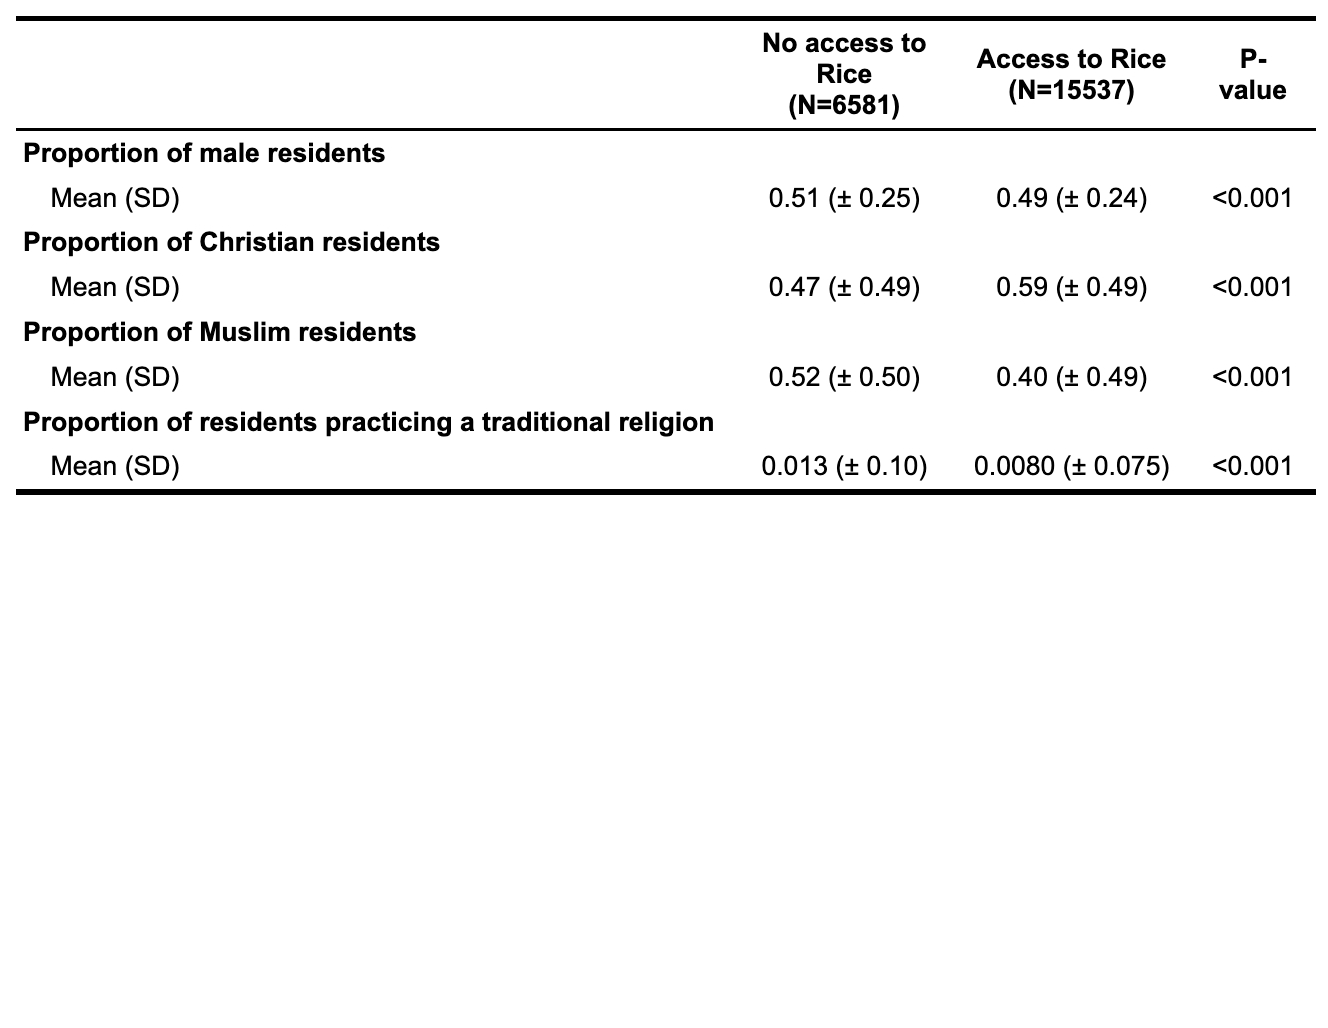 No access to
Rice
(N=6581)
Access to Rice
(N=15537)
P-
value
Proportion of male residents
Mean (SD) 0.51 (± 0.25) 0.49 (± 0.24) <0.001
Proportion of Christian residents
Mean (SD) 0.47 (± 0.49) 0.59 (± 0.49) <0.001
Proportion of Muslim residents
Mean (SD) 0.52 (± 0.50) 0.40 (± 0.49) <0.001
Proportion of residents practicing a traditional religion
Mean (SD) 0.013 (± 0.10) 0.0080 (± 0.075) <0.001